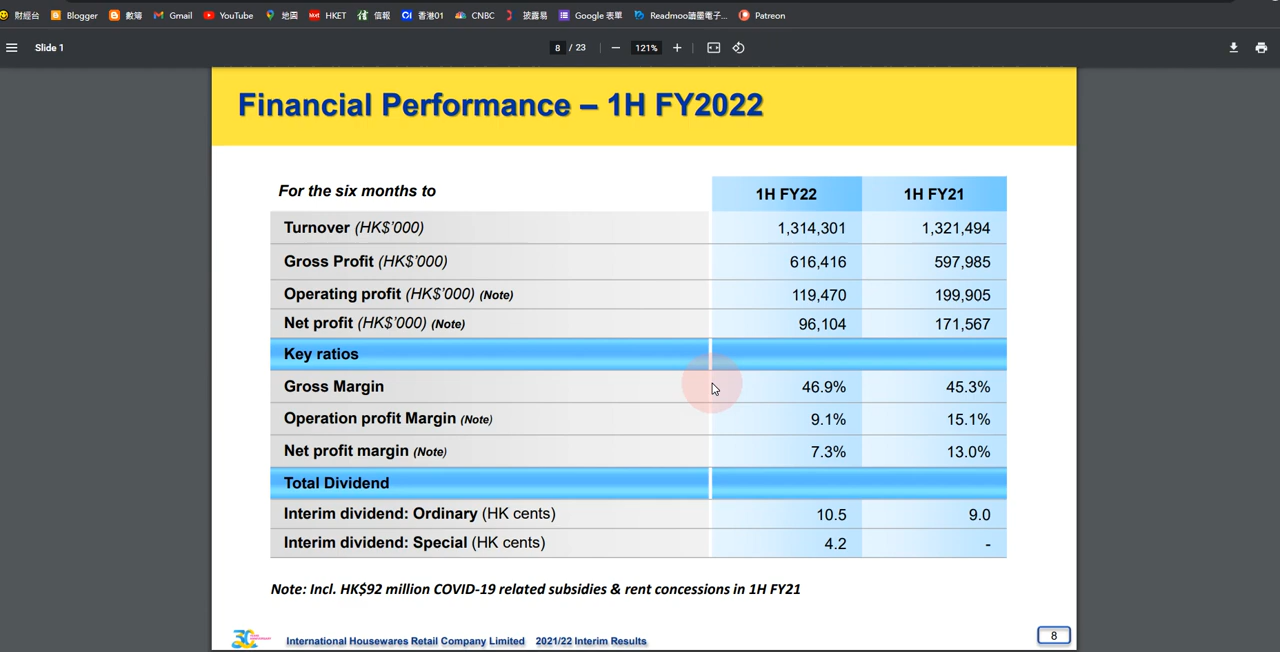 財經台 Blogger 數簿 Gmail YouTube 地圖 HKET 信報 香港01 CNBC 披露易 Google 表單 Readmoo讀墨電子... Patreon
Slide 1 8 / 23 121%
Financial Performance – 1H FY2022
For the six months to 1H FY22 1H FY21
Turnover (HK$'000) 1,314,301 1,321,494
Gross Profit (HK$'000) 616,416 597,985
Operating profit (HK$'000) (Note) 119,470 199,905
Net profit (HK$'000) (Note) 96,104 171,567
Key ratios
Gross Margin 46.9% 45.3%
Operation profit Margin (Note) 9.1% 15.1%
Net profit margin (Note) 7.3% 13.0%
Total Dividend
Interim dividend: Ordinary (HK cents) 10.5 9.0
Interim dividend: Special (HK cents) 4.2 -
Note: Incl. HK$92 million COVID-19 related subsidies & rent concessions in 1H FY21
30 International Housewares Retail Company Limited 2021/22 Interim Results 8